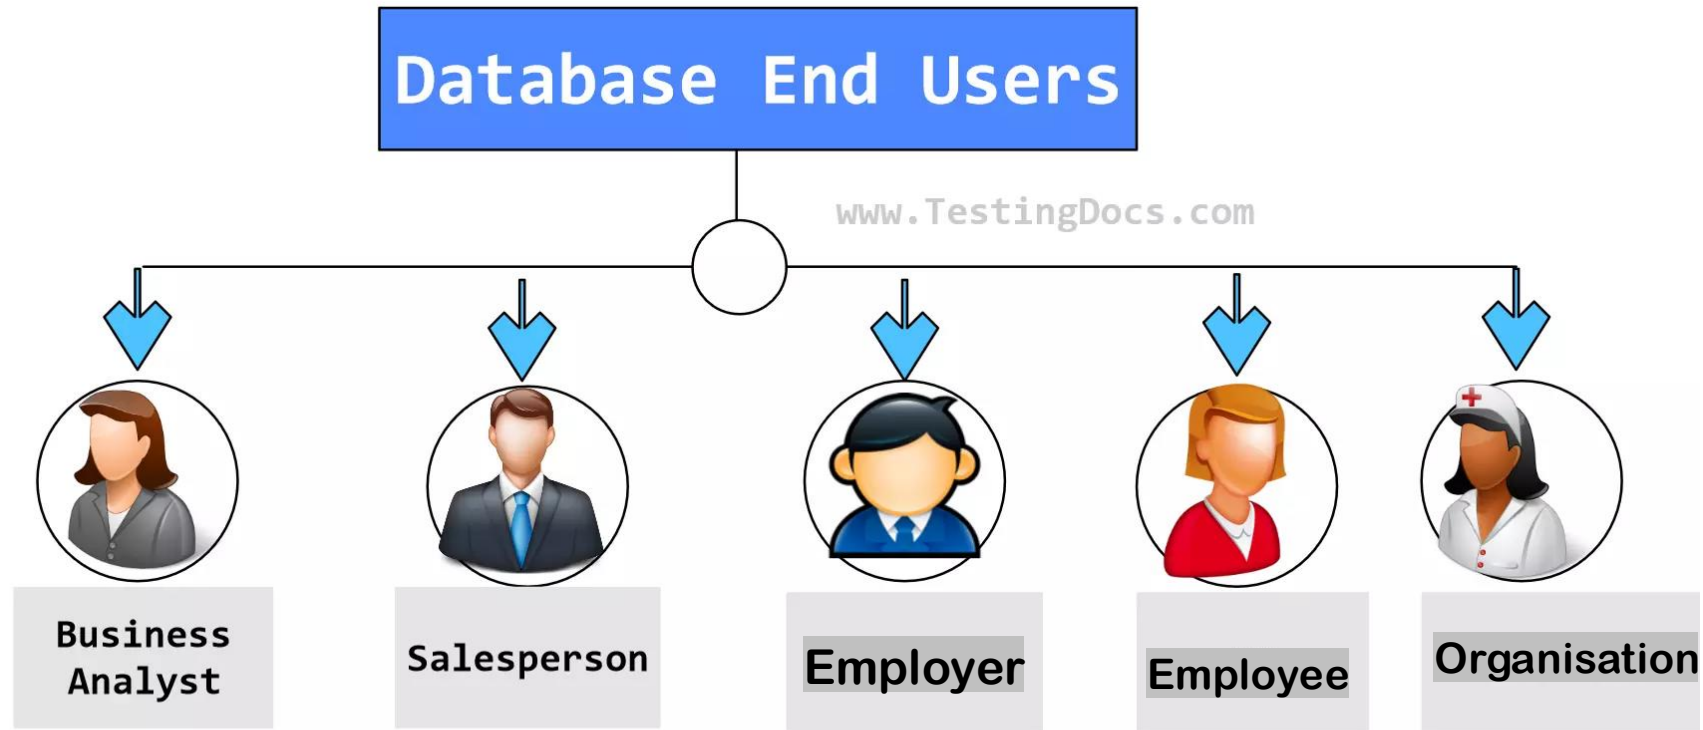 Database End Users
www.TestingDocs.com
Business
Analyst
Salesperson
Employer
Employee
Organisation